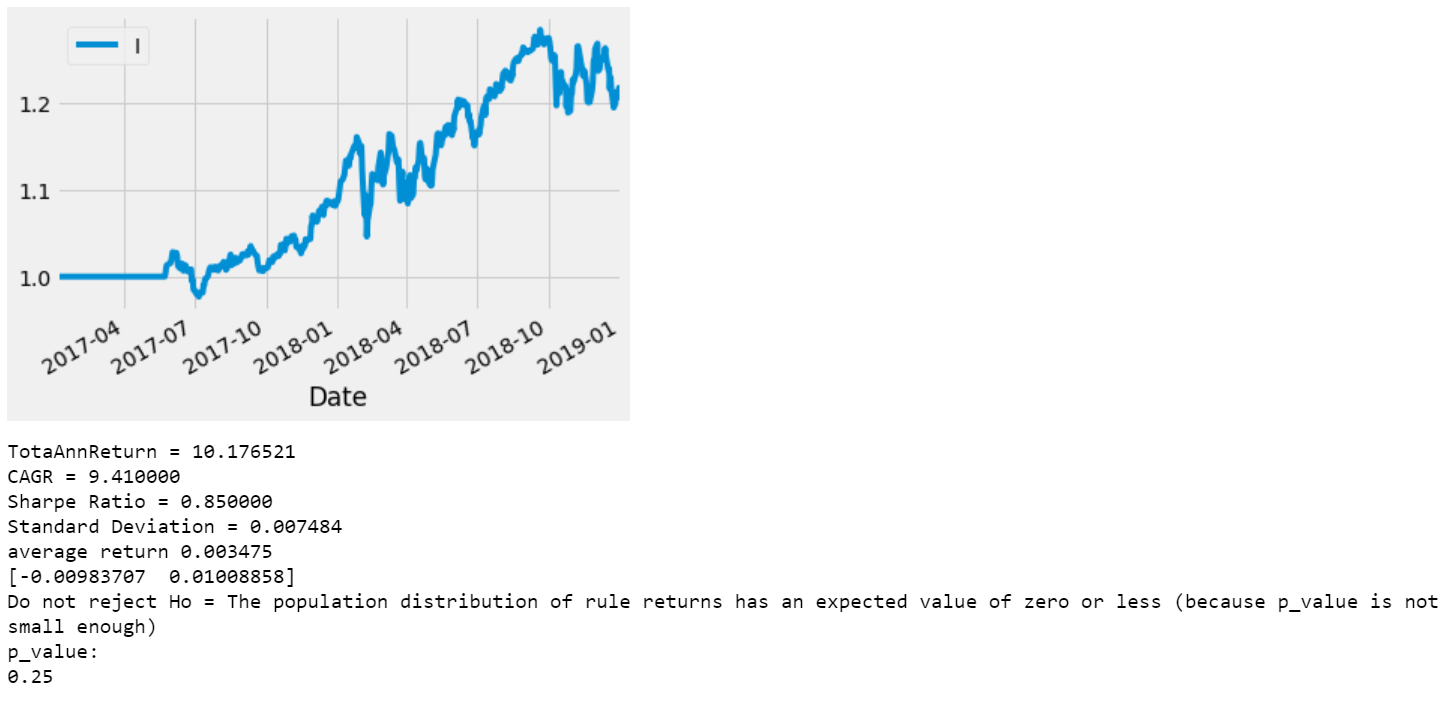 I
1.2
1.1
1.0
2017-04 2017-07 2017-10 2018-01 2018-04 2018-07 2018-10 2019-01
Date
TotaAnnReturn = 10.176521
CAGR = 9.410000
Sharpe Ratio = 0.850000
Standard Deviation = 0.007484
average return 0.003475
[-0.00983707  0.01008858]
Do not reject Ho = The population distribution of rule returns has an expected value of zero or less (because p_value is not
small enough)
p_value:
0.25